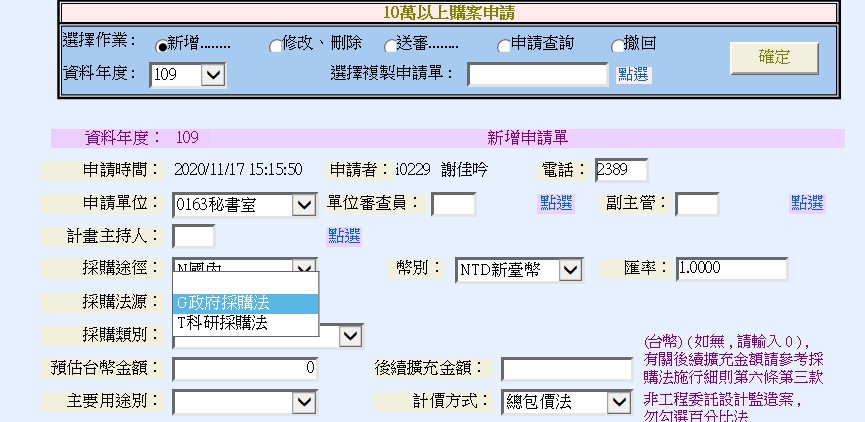 10萬以上購案申請
選擇作業: 新增........ 修改、刪除 送審........ 申請查詢 撤回
確定
資料年度: 109 選擇複製申請單: 點選
資料年度: 109 新增申請單
申請時間: 2020/11/17 15:15:50 申請者: i0229 謝佳吟 電話: 2389
申請單位: 0163秘書室 單位審查員: 點選 副主管: 點選
計畫主持人: 點選
採購途徑: N國內 幣別: NTD新臺幣 匯率: 1.0000
採購法源: G政府採購法
T科研採購法
採購類別:
(台幣) (如無,請輸入 0 ),
有關後續擴充金額請參考採
購法施行細則第六條第三款
預估台幣金額: 0 後續擴充金額:
主要用途別: 計價方式: 總包價法
非工程委託設計監造案,
勿勾選百分比法